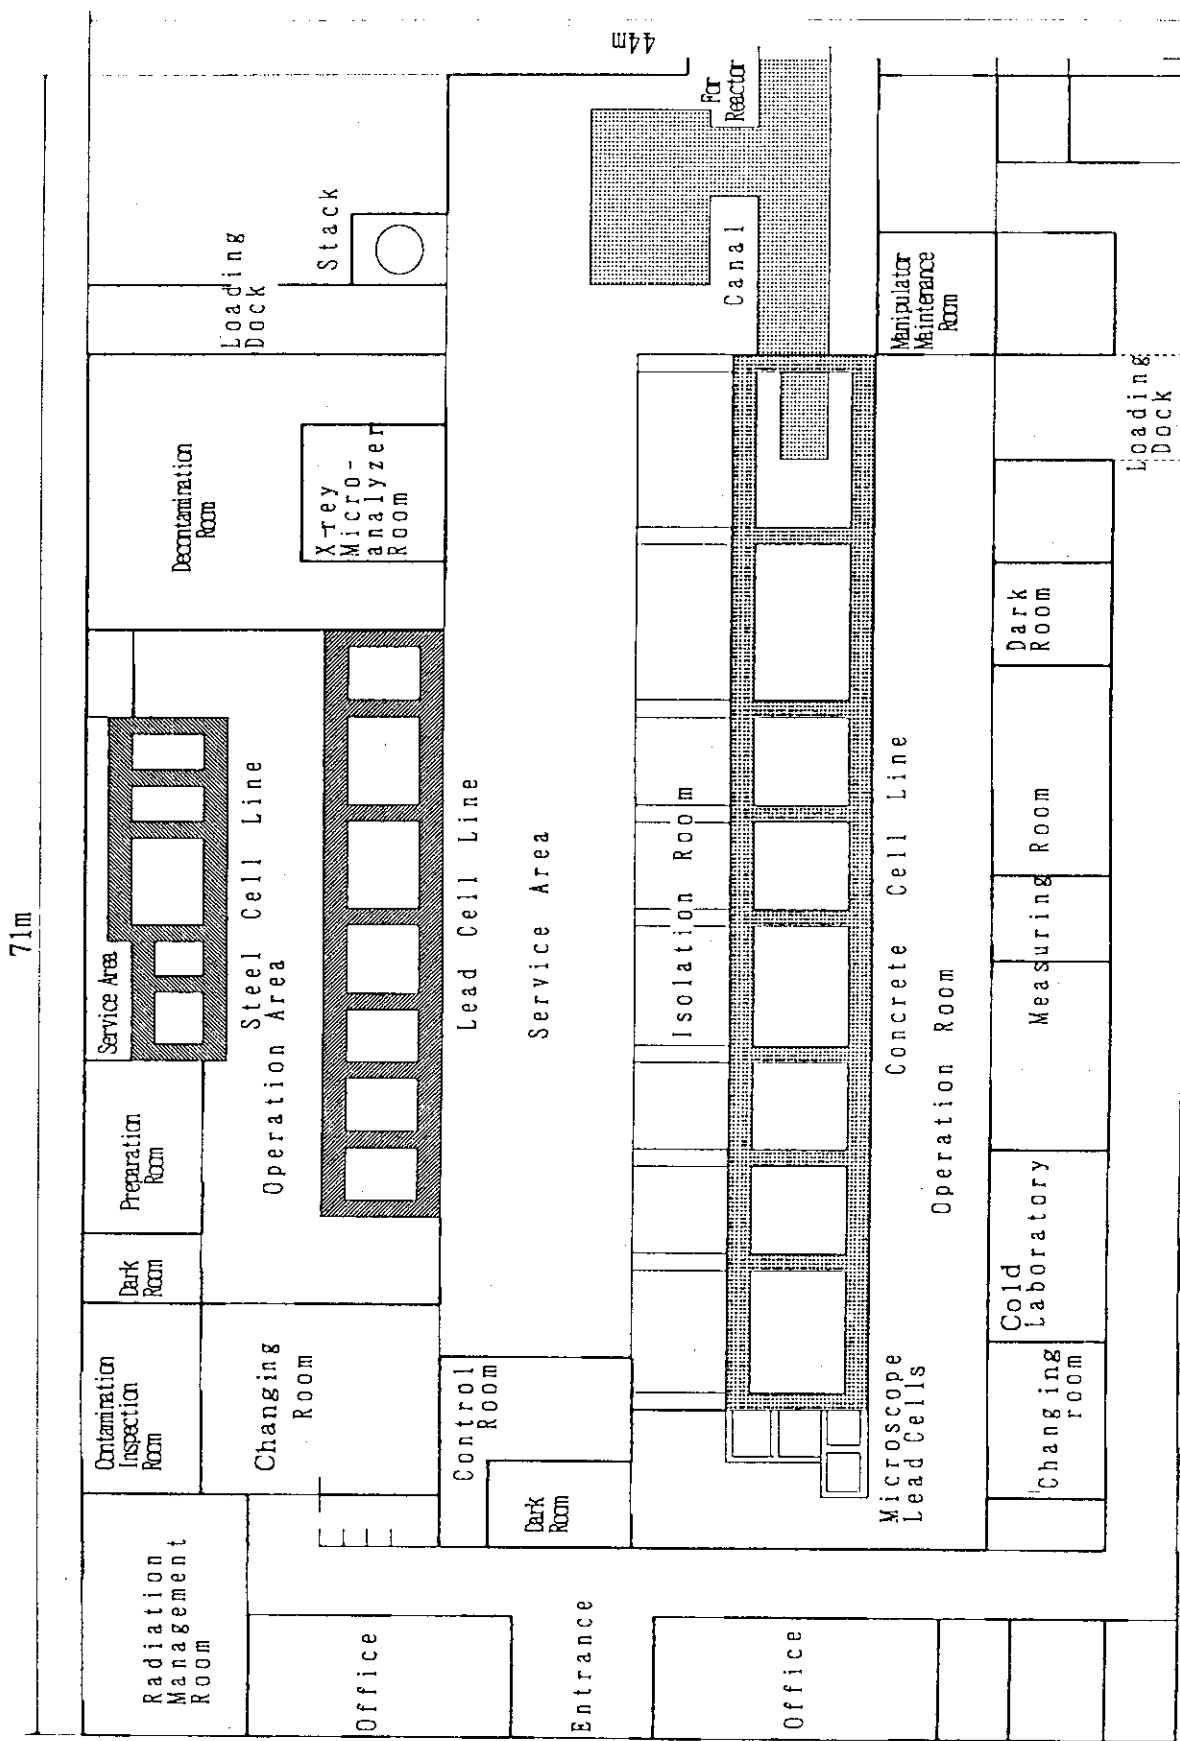 71m
44m
Radiation
Management
Room
Contamination
Inspection
Room
Dark
Room
Preparation
Room
Service Area
Decontamination
Room
Loading
Dock
Stack
Changing
Room
Operation Area
Steel Cell Line
X-rey
Micro-
analyzer
Room
Office
Control
Room
Dark
Room
Lead Cell Line
Service Area
For
Reactor
Entrance
Isolation Room
Canal
Office
Microscope
Lead Cells
Concrete Cell Line
Operation Room
Manipulator
Maintenance
Room
Changing
room
Cold
Laboratory
Measuring Room
Dark
Room
Loading
Dock